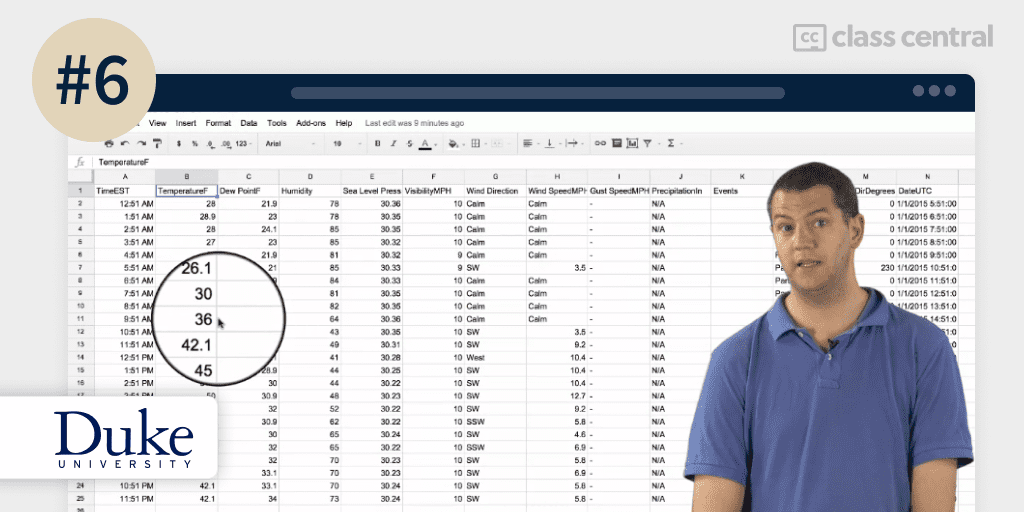 #6
cc class central
View Insert Format Data Tools Add-ons Help Last edit was 9 minutes ago
$ % .0 .00 123 Arial 10 B I S A Σ
fx TemperatureF
A B C D E F G H I J K M N
1 TimeEST TemperatureF Dew PointF Humidity Sea Level Press VisibilityMPH Wind Direction Wind SpeedMPH Gust SpeedMPH PrecipitationIn Events DirDegrees DateUTC
2 12:51 AM 28 21.9 78 30.36 10 Calm Calm - N/A 0 1/1/2015 5:51:00
3 1:51 AM 28.9 23 78 30.35 10 Calm Calm - N/A 0 1/1/2015 6:51:00
4 2:51 AM 28 24.1 85 30.35 10 Calm Calm - N/A 0 1/1/2015 7:51:00
5 3:51 AM 27 23 85 30.32 10 Calm Calm - N/A 0 1/1/2015 8:51:00
6 4:51 AM 21.9 81 30.32 9 Calm Calm - N/A 0 1/1/2015 9:51:00
7 5:51 AM 26.1 21 85 30.33 9 SW 3.5 - N/A 230 1/1/2015 10:51:0
8 6:51 AM 84 30.33 10 Calm Calm - N/A 0 1/1/2015 11:51:0
9 7:51 AM 30 81 30.35 10 Calm Calm - N/A 0 1/1/2015 12:51:0
10 8:51 AM 82 30.35 10 Calm Calm - N/A 0 1/1/2015 13:51:0
11 9:51 AM 36 64 30.36 10 Calm Calm - N/A 0 1/1/2015 14:51:0
12 10:51 AM 43 30.35 10 SW 3.5 - N/A
13 11:51 AM 42.1 49 30.31 10 SW 9.2 - N/A
14 12:51 PM 41 30.28 10 West 10.4 - N/A
15 1:51 PM 45 28.9 44 30.25 10 SW 10.4 - N/A
16 2:51 PM 30 44 30.22 10 SW 10.4 - N/A
3:51 PM 50 30.9 48 30.23 10 SW 12.7 - N/A
32 52 30.22 10 SW 9.2 - N/A
30.9 62 30.22 10 SSW 5.8 - N/A
30 65 30.24 10 SW 4.6 - N/A
32 65 30.22 10 SSW 6.9 - N/A
32 70 30.23 10 SW 5.8 - N/A
33.1 70 30.23 10 SW 6.9 - N/A
24 10:51 PM 42.1 33.1 70 30.24 10 SW 5.8 - N/A
25 11:51 PM 42.1 34 73 30.24 10 SW 5.8 - N/A
Duke
UNIVERSITY